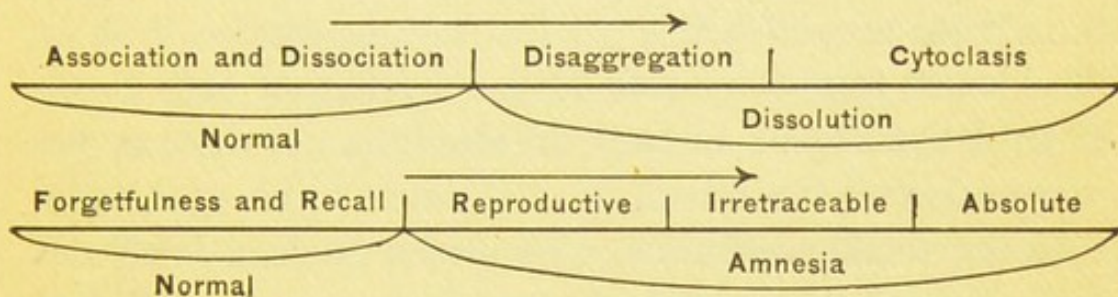 Association and Dissociation Disaggregation Cytoclasis
Dissolution
Normal
Forgetfulness and Recall Reproductive Irretraceable Absolute
Amnesia
Normal